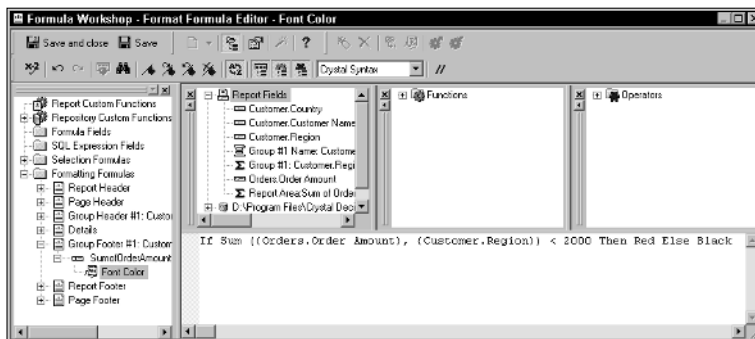 Formula Workshop - Format Formula Editor - Font Color
Save and close Save
Crystal Syntax //
Report Custom Functions
Repository Custom Functions
Formula Fields
SQL Expression Fields
Selection Formulas
Formatting Formulas
Report Header
Page Header
Group Header #1: Custo
Details
Group Footer #1: Custom
SumofOrderAmount
Font Color
Report Footer
Page Footer
Report Fields
Customer.Country
Customer.Customer Name
Customer.Region
Group #1 Name: Custome
Group #1: Customer.Regi
Orders.Order Amount
Report Area:Sum of Order
D:\Program Files\Crystal Deci
Functions
Operators
If Sum ({Orders.Order Amount}, {Customer.Region}) < 2000 Then Red Else Black